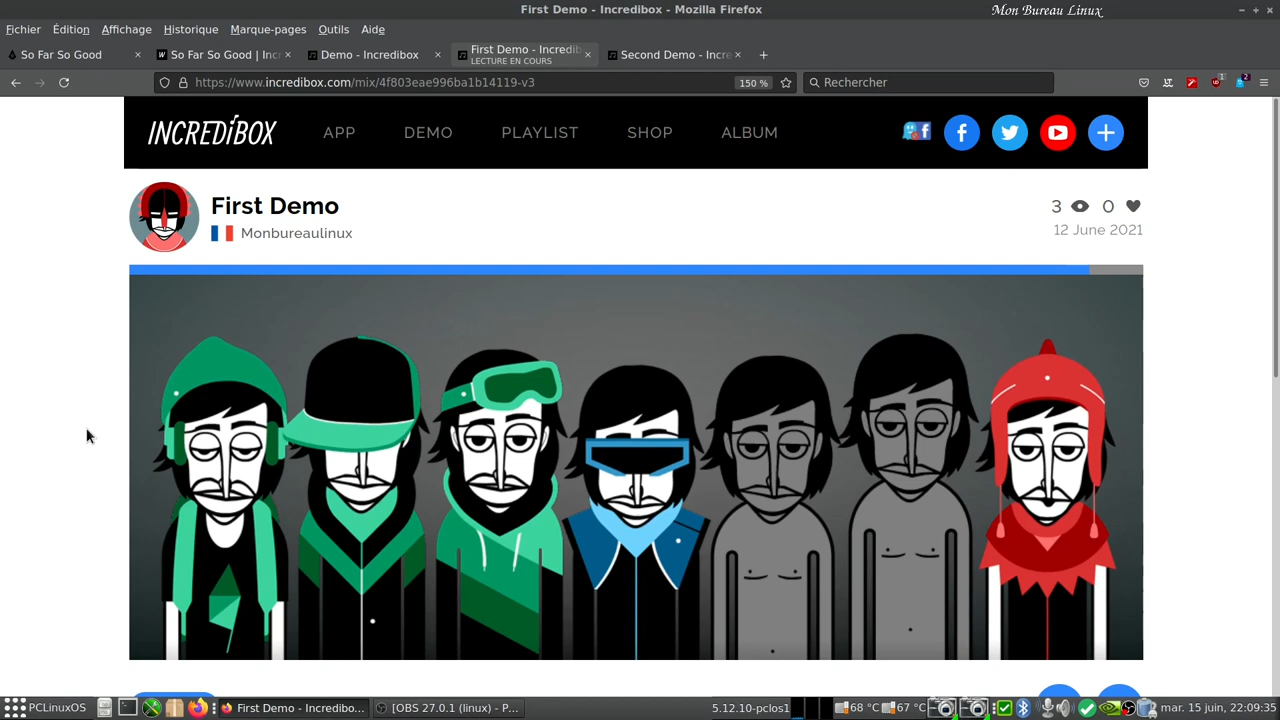 First Demo - Incredibox - Mozilla Firefox
Mon Bureau Linux
Fichier Édition Affichage Historique Marque-pages Outils Aide
So Far So Good
So Far So Good | Inc
Demo - Incredibox
First Demo - Incredib
LECTURE EN COURS
Second Demo - Incre
https://www.incredibox.com/mix/4f803eae996ba1b14119-v3
150 %
Rechercher
1
2
INCREDIBOX
APP DEMO PLAYLIST SHOP ALBUM
First Demo
3 0
Monbureaulinux
12 June 2021
PCLinuxOS
First Demo - Incredibo...
[OBS 27.0.1 (linux) - P...
5.12.10-pclos1
68 °C
67 °C
mar. 15 juin, 22:09:35